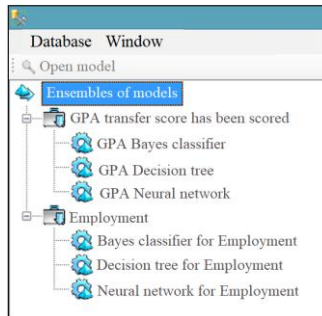 Database Window
Open model
Ensembles of models
GPA transfer score has been scored
GPA Bayes classifier
GPA Decision tree
GPA Neural network
Employment
Bayes classifier for Employment
Decision tree for Employment
Neural network for Employment